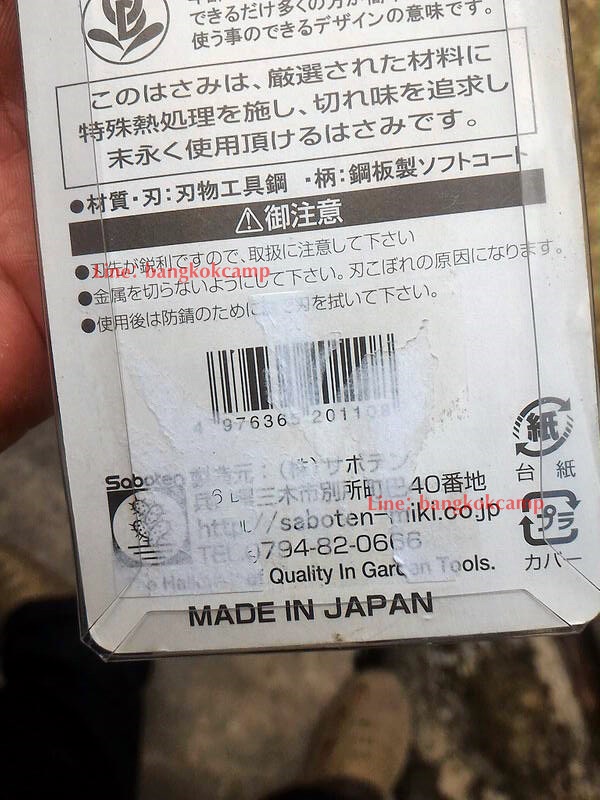 できるだけ多くの方が
使う事のできるデザインの意味です。
このはさみは、厳選された材料に
特殊熱処理を施し、切れ味を追求し
末永く使用頂けるはさみです。
●材質・刃：刃物工具鋼 ・柄：鋼板製ソフトコート
⚠御注意
●刃先が鋭利ですので、取扱に注意して下さい
Line: bangkokcamp
●金属を切らないようにして下さい。刃こぼれの原因になります。
●使用後は防錆のために 刃を拭いて下さい。
4 976363 201108
紙
台 紙
Saboten
製造元：(株)サボテン
三木市別所町巴 40番地
Line: bangkokcamp
http://saboten-miki.co.jp
TEL 0794-82-0666
プラ
カバー
Quality In Garden Tools.
MADE IN JAPAN